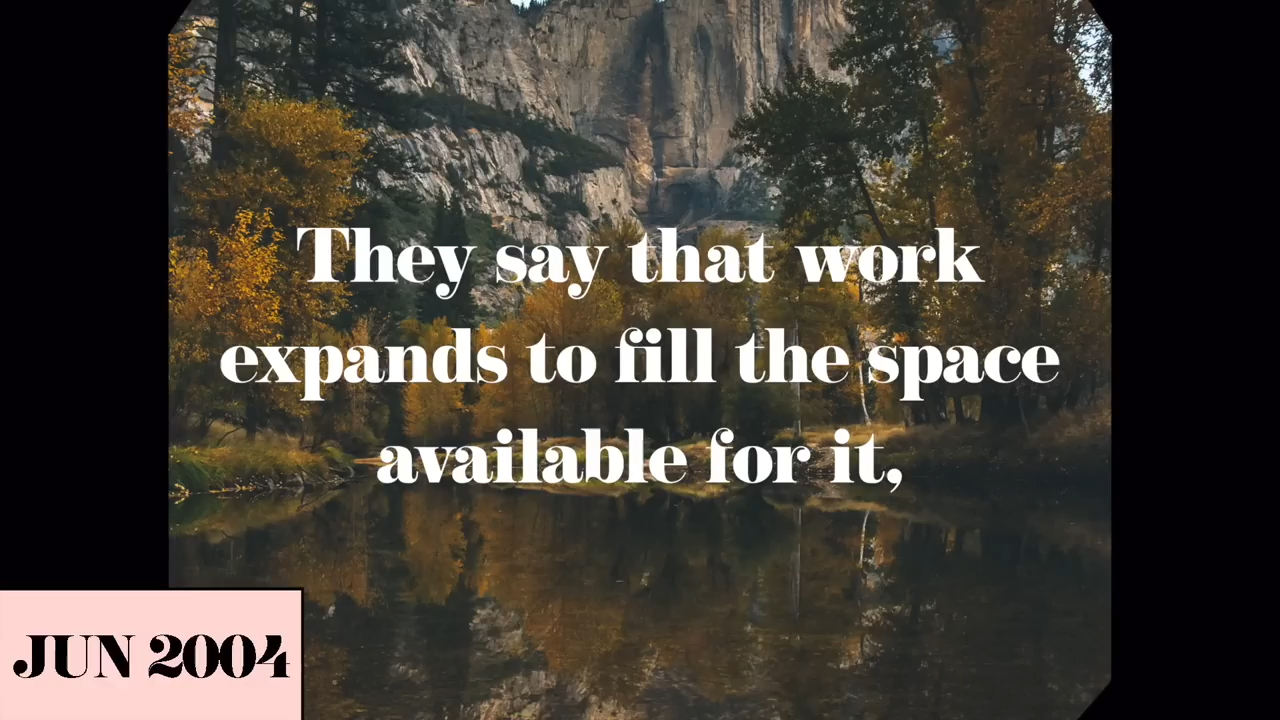 They say that work
expands to fill the space
available for it,
JUN 2004